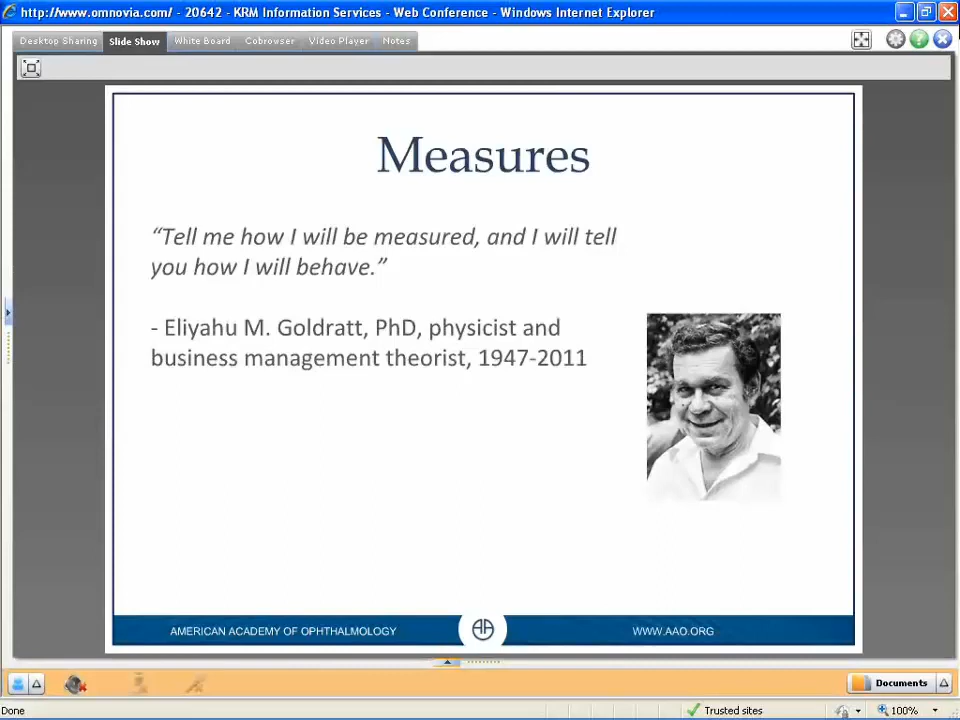 http://www.omnovia.com/ - 20642 - KRM Information Services - Web Conference - Windows Internet Explorer
Desktop Sharing Slide Show White Board Cobrowser Video Player Notes
Measures
“Tell me how I will be measured, and I will tell
you how I will behave.”
- Eliyahu M. Goldratt, PhD, physicist and
business management theorist, 1947-2011
AMERICAN ACADEMY OF OPHTHALMOLOGY WWW.AAO.ORG
Documents
Done Trusted sites 100%